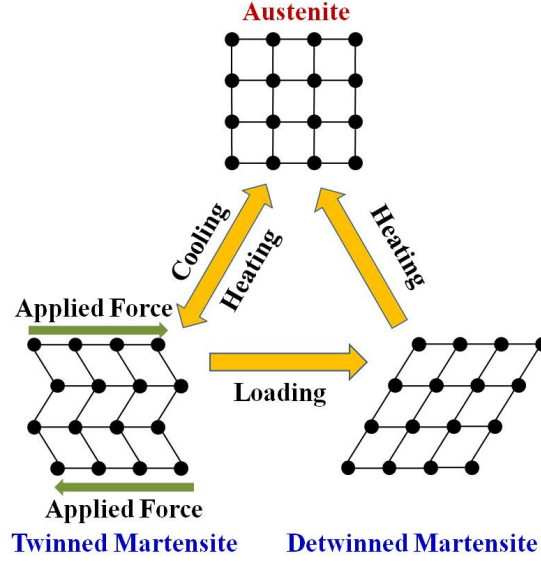 Austenite
Cooling
Heating
Heating
Applied Force
Loading
Applied Force
Twinned Martensite
Detwinned Martensite